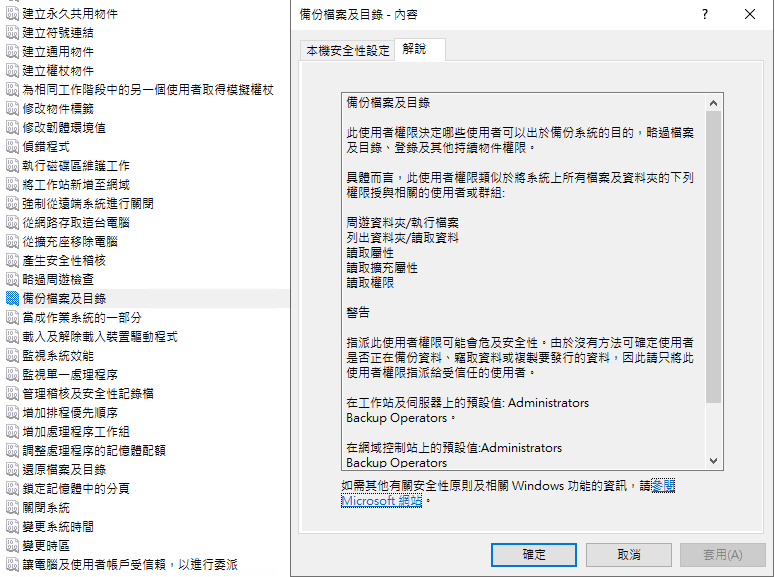 建立永久共用物件
建立符號連結
建立通用物件
建立權杖物件
為相同工作階段中的另一個使用者取得模擬權杖
修改物件標籤
修改韌體環境值
偵錯程式
執行磁碟區維護工作
將工作站新增至網域
強制從遠端系統進行關閉
從網路存取這台電腦
從擴充座移除電腦
產生安全性稽核
略過周遊檢查
備份檔案及目錄
當成作業系統的一部分
載入及解除載入裝置驅動程式
監視系統效能
監視單一處理程序
管理稽核及安全性記錄檔
增加排程優先順序
增加處理程序工作組
調整處理程序的記憶體配額
還原檔案及目錄
鎖定記憶體中的分頁
關閉系統
變更系統時間
變更時區
讓電腦及使用者帳戶受信賴，以進行委派
備份檔案及目錄 - 內容
?
本機安全性設定
解說
備份檔案及目錄
此使用者權限決定哪些使用者可以出於備份系統的目的，略過檔案
及目錄、登錄及其他持續物件權限。
具體而言，此使用者權限類似於將系統上所有檔案及資料夾的下列
權限授與相關的使用者或群組:
周遊資料夾/執行檔案
列出資料夾/讀取資料
讀取屬性
讀取擴充屬性
讀取權限
警告
指派此使用者權限可能會危及安全性。由於沒有方法可確定使用者
是否正在備份資料、竊取資料或複製要發行的資料，因此請只將此
使用者權限指派給受信任的使用者。
在工作站及伺服器上的預設值: Administrators
Backup Operators。
在網域控制站上的預設值:Administrators
Backup Operators
如需其他有關安全性原則及相關 Windows 功能的資訊，請參閱
Microsoft 網站。
確定
取消
套用(A)